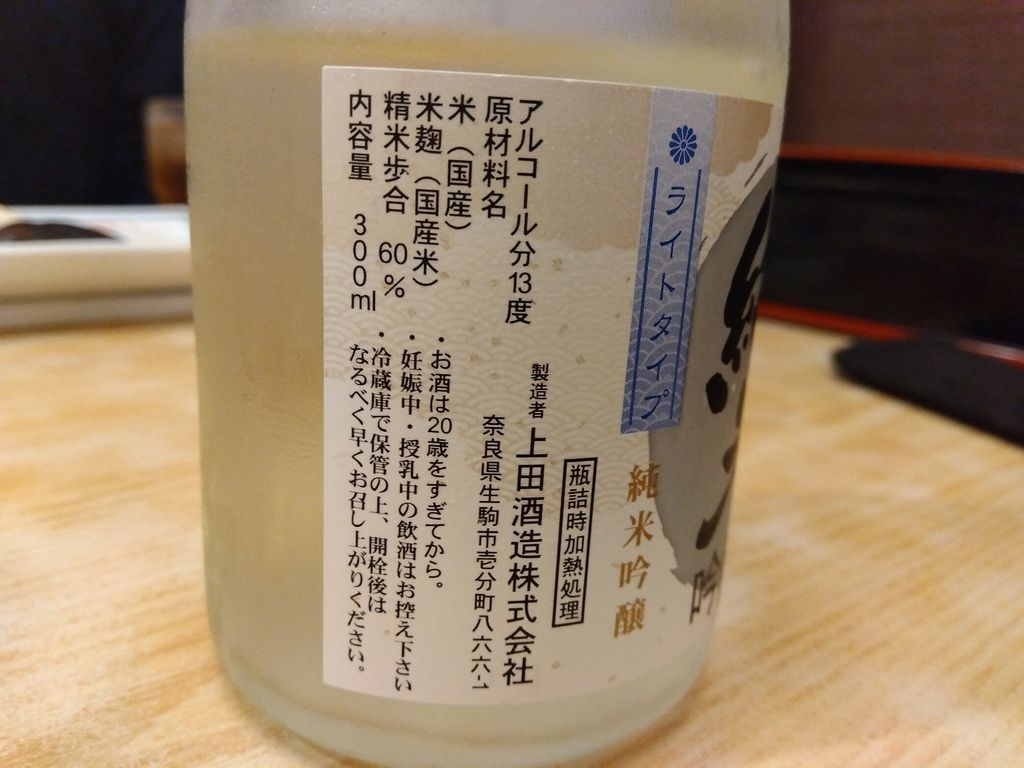 ライトタイプ
純米吟醸
吟
瓶詰時加熱処理
アルコール分13度
原材料名
米（国産）
米麹（国産米）
精米歩合 60%
内容量 300ml
製造者 上田酒造株式会社
奈良県生駒市壱分町八六六-1
・お酒は20歳をすぎてから。
・妊娠中・授乳中の飲酒はお控え下さい
・冷蔵庫で保管の上、開栓後は
なるべく早くお召し上がりください。